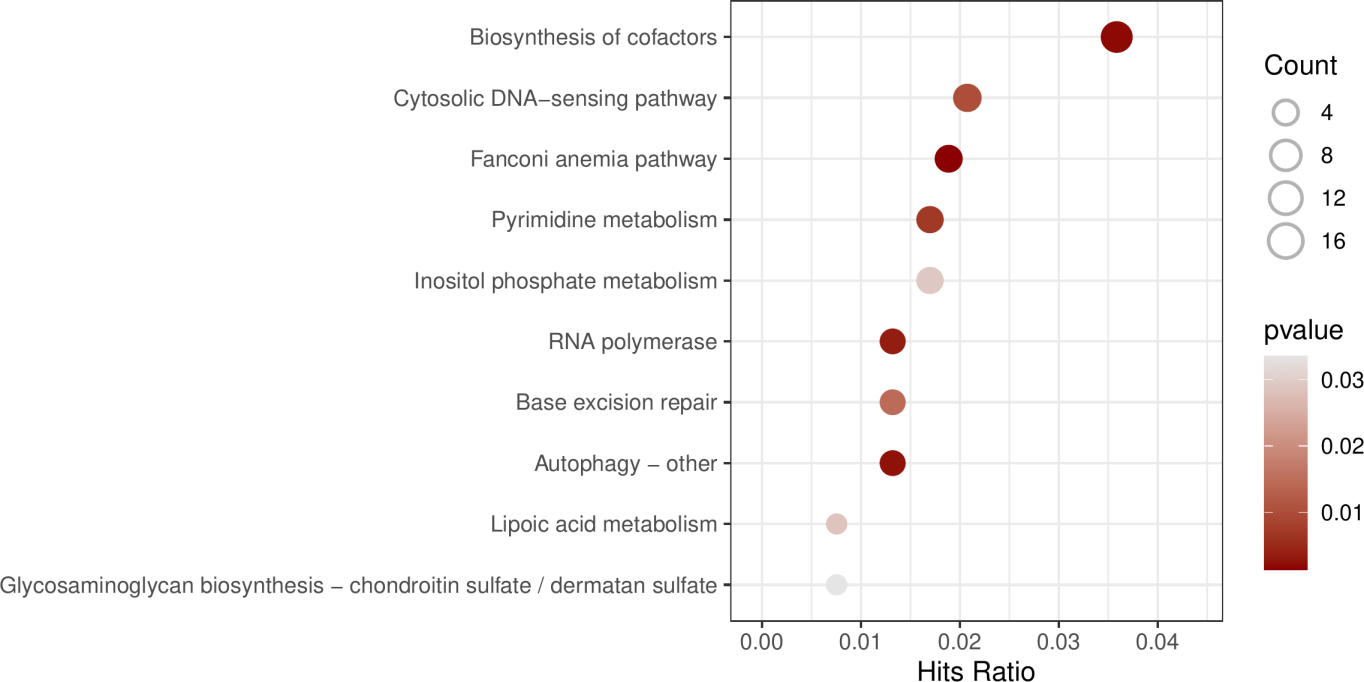 Biosynthesis of cofactors
Cytosolic DNA−sensing pathway
Fanconi anemia pathway
Pyrimidine metabolism
Inositol phosphate metabolism
RNA polymerase
Base excision repair
Autophagy − other
Lipoic acid metabolism
Glycosaminoglycan biosynthesis − chondroitin sulfate / dermatan sulfate
0.00 0.01 0.02 0.03 0.04
Hits Ratio
Count
4
8
12
16
pvalue
0.03
0.02
0.01